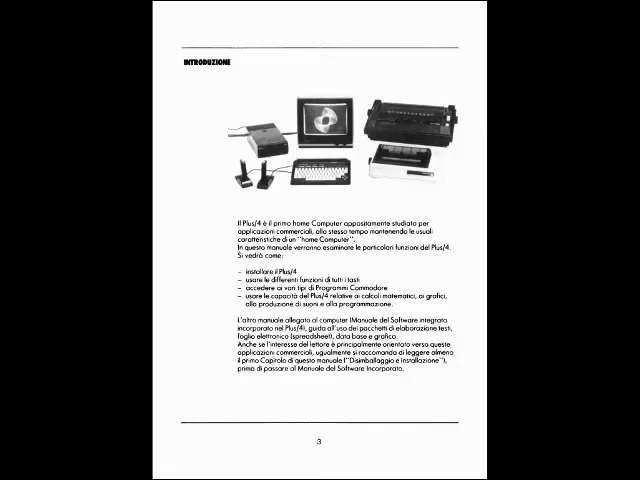 INTRODUZIONE
Il Plus/4 è il primo home Computer appositamente studiato per
applicazioni commerciali, allo stesso tempo mantenendo le usuali
caratteristiche di un "home Computer".
In questo manuale verranno esaminate le particolari funzioni del Plus/4.
Si vedrà come:
- installare il Plus/4
- usare le differenti funzioni di tutti i tasti
- accedere ai vari tipi di Programmi Commodore
- usare le capacità del Plus/4 relative ai calcoli matematici, ai grafici,
alla produzione di suoni e alla programmazione.
L'altro manuale allegato al computer (Manuale del Software integrato
incorporato nel Plus/4), guida all'uso dei pacchetti di elaborazione testi,
foglio elettronico (spreadsheet), data base e grafica.
Anche se l'interesse del lettore è principalmente orientato verso queste
applicazioni commerciali, ugualmente si raccomanda di leggere almeno
il primo Capitolo di questo manuale ("Disimballaggio e Installazione"),
prima di passare al Manuale del Software Incorporato.
3